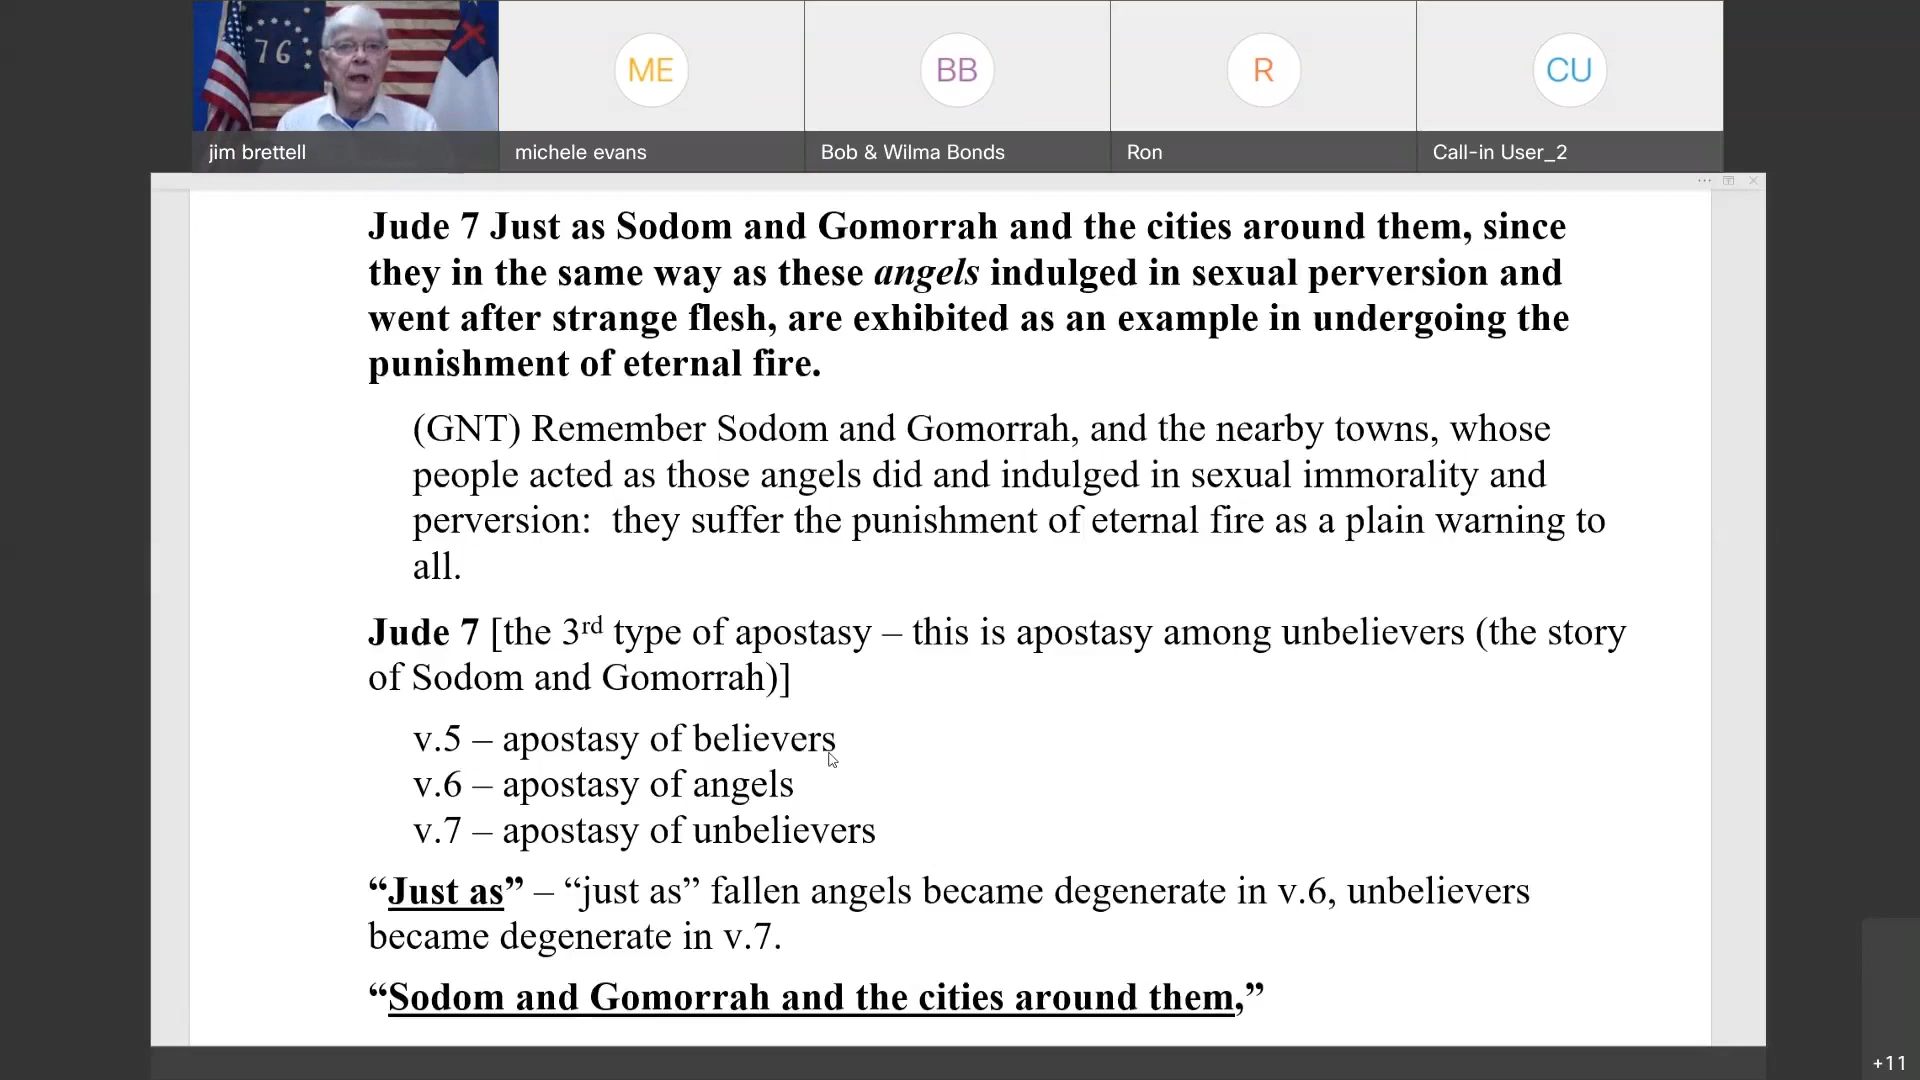 76
ME
BB
R
CU
jim brettell
michele evans
Bob & Wilma Bonds
Ron
Call-in User_2
Jude 7 Just as Sodom and Gomorrah and the cities around them, since
they in the same way as these angels indulged in sexual perversion and
went after strange flesh, are exhibited as an example in undergoing the
punishment of eternal fire.
(GNT) Remember Sodom and Gomorrah, and the nearby towns, whose
people acted as those angels did and indulged in sexual immorality and
perversion:  they suffer the punishment of eternal fire as a plain warning to
all.
Jude 7 [the 3rd type of apostasy – this is apostasy among unbelievers (the story
of Sodom and Gomorrah)]
v.5 – apostasy of believers
v.6 – apostasy of angels
v.7 – apostasy of unbelievers
“Just as” – “just as” fallen angels became degenerate in v.6, unbelievers
became degenerate in v.7.
“Sodom and Gomorrah and the cities around them,”
+11